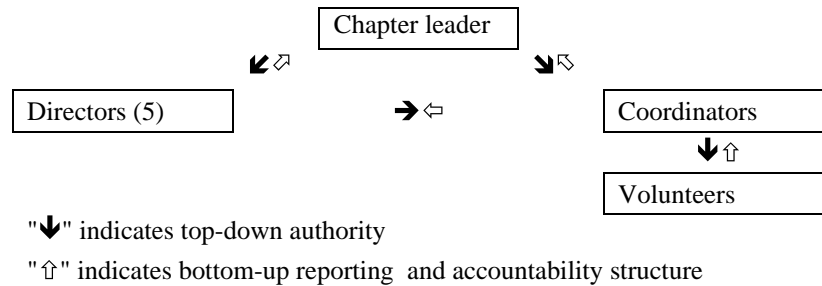 Chapter leader
Directors (5)
Coordinators
Volunteers
"🡫" indicates top-down authority
"⇧" indicates bottom-up reporting and accountability structure